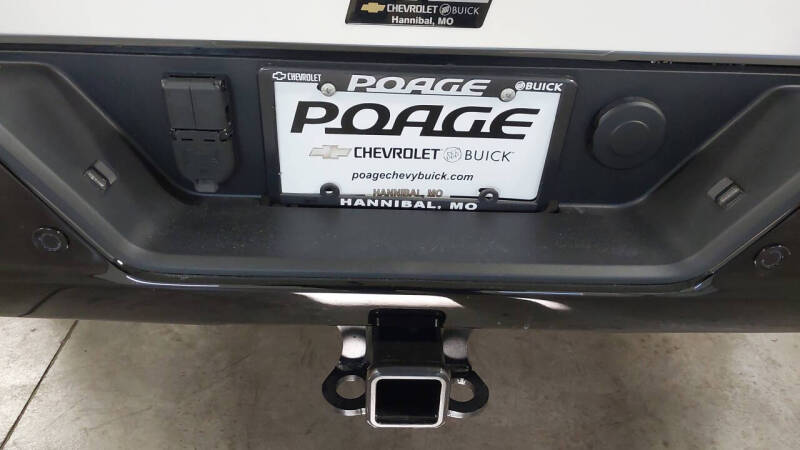 CHEVROLET BUICK
Hannibal, MO
CHEVROLET POAGE BUICK
POAGE
CHEVROLET BUICK
poagechevybuick.com
HANNIBAL, MO
HANNIBAL, MO